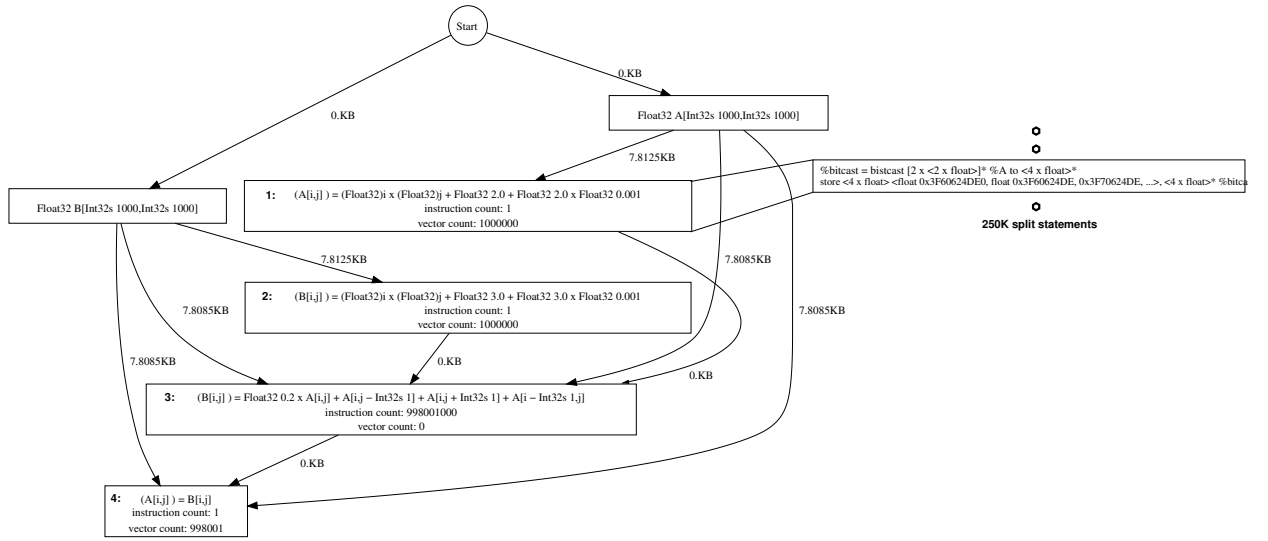 Start
0.KB
0.KB
Float32 A[Int32s 1000,Int32s 1000]
7.8125KB
%bitcast = bistcast [2 x <2 x float>]* %A to <4 x float>*
store <4 x float> <float 0x3F60624DE0, float 0x3F60624DE, 0x3F70624DE, ...>, <4 x float>* %bitca
250K split statements
1: (A[i,j] ) = (Float32)i x (Float32)j + Float32 2.0 + Float32 2.0 x Float32 0.001
instruction count: 1
vector count: 1000000
Float32 B[Int32s 1000,Int32s 1000]
7.8125KB
7.8085KB
2: (B[i,j] ) = (Float32)i x (Float32)j + Float32 3.0 + Float32 3.0 x Float32 0.001
instruction count: 1
vector count: 1000000
7.8085KB
7.8085KB
7.8085KB
0.KB
0.KB
3: (B[i,j] ) = Float32 0.2 x A[i,j] + A[i,j − Int32s 1] + A[i,j + Int32s 1] + A[i − Int32s 1,j]
instruction count: 998001000
vector count: 0
0.KB
4: (A[i,j] ) = B[i,j]
instruction count: 1
vector count: 998001